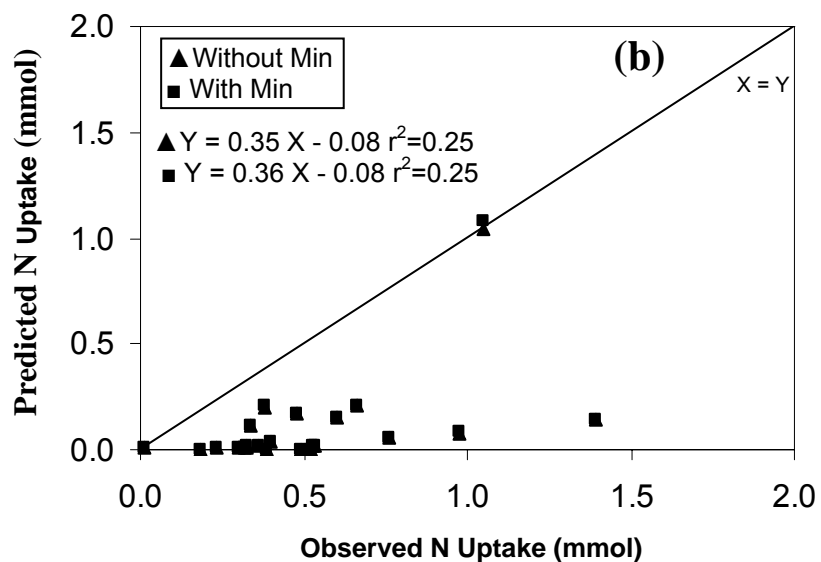 2.0
(b)
▲ Without Min
■ With Min
X = Y
1.5
▲ Y = 0.35 X - 0.08 r²=0.25
■ Y = 0.36 X - 0.08 r²=0.25
1.0
0.5
0.0
Predicted N Uptake (mmol)
0.0 0.5 1.0 1.5 2.0
Observed N Uptake (mmol)